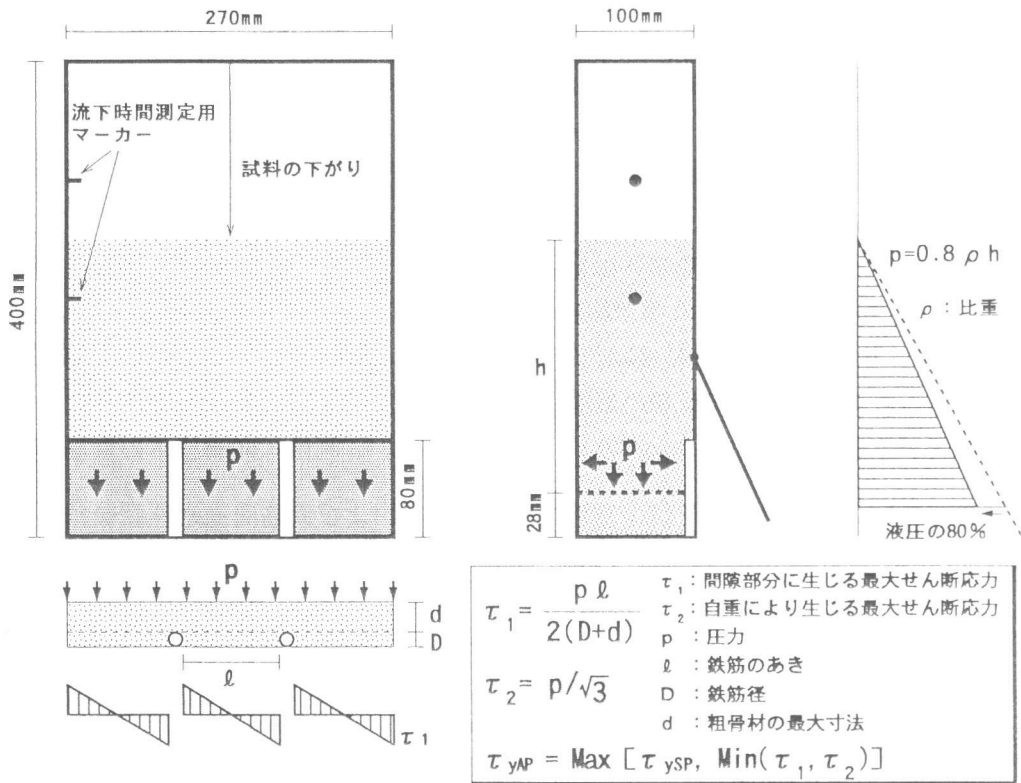 270mm
100mm
400mm
流下時間測定用
マーカー
試料の下がり
p
80mm
h
p
28mm
p=0.8 ρ h
ρ : 比重
液圧の80%
p
d
D
ℓ
τ₁
τ₁ = p ℓ / 2(D+d)
τ₂ = p/√3
τ₁ : 間隙部分に生じる最大せん断応力
τ₂ : 自重により生じる最大せん断応力
p : 圧力
ℓ : 鉄筋のあき
D : 鉄筋径
d : 粗骨材の最大寸法
τyAP = Max [τySP, Min(τ₁, τ₂)]